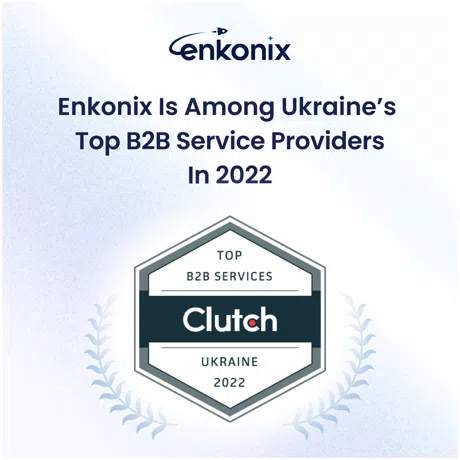 enkonix
Enkonix Is Among Ukraine’s
Top B2B Service Providers
In 2022
TOP
B2B SERVICES
Clutch
UKRAINE
2022